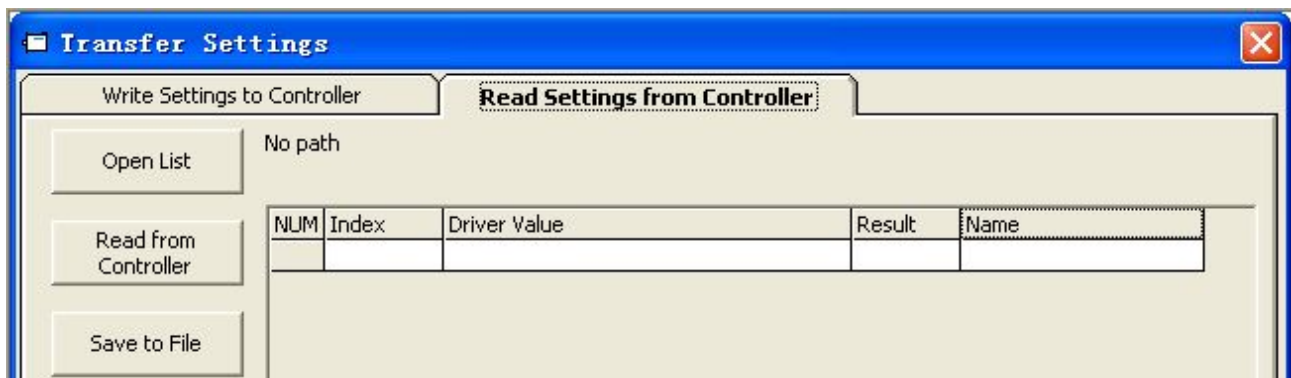 Transfer Settings
Write Settings to Controller
Read Settings from Controller
Open List
No path
Read from
Controller
NUM Index Driver Value Result Name
Save to File